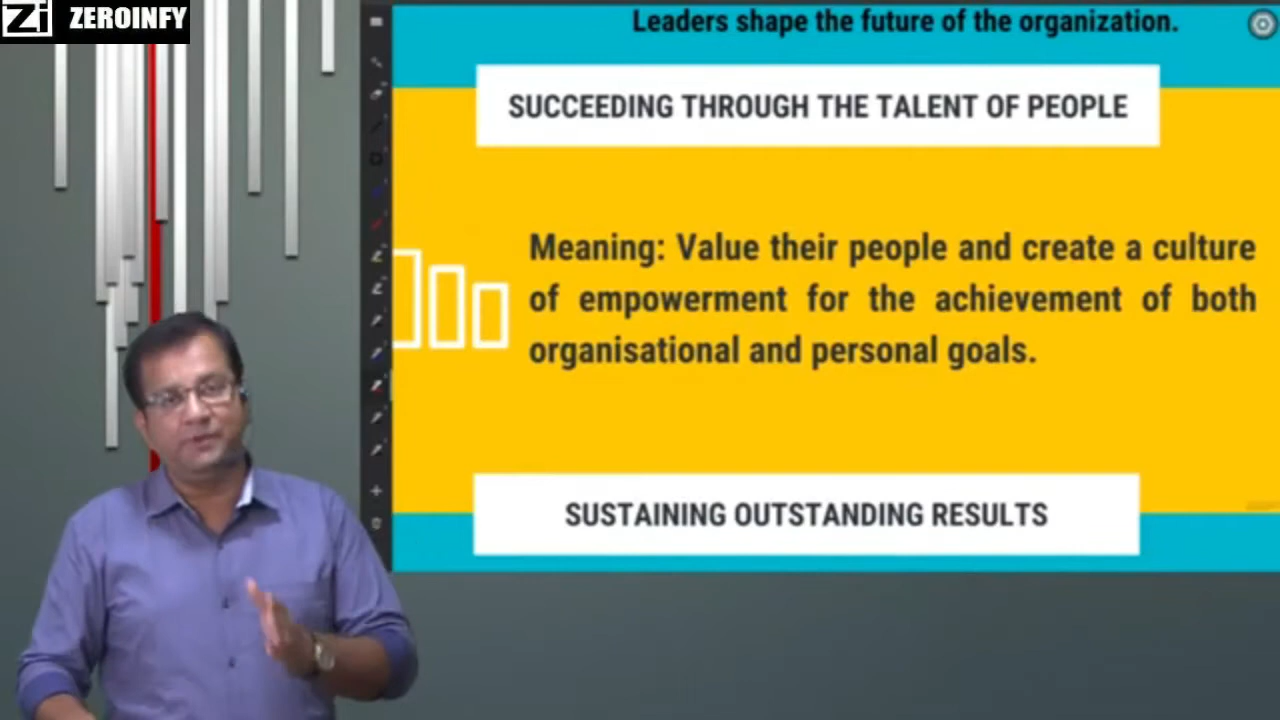 Zi ZEROINFY
Leaders shape the future of the organization.
SUCCEEDING THROUGH THE TALENT OF PEOPLE
Meaning: Value their people and create a culture
of empowerment for the achievement of both
organisational and personal goals.
SUSTAINING OUTSTANDING RESULTS